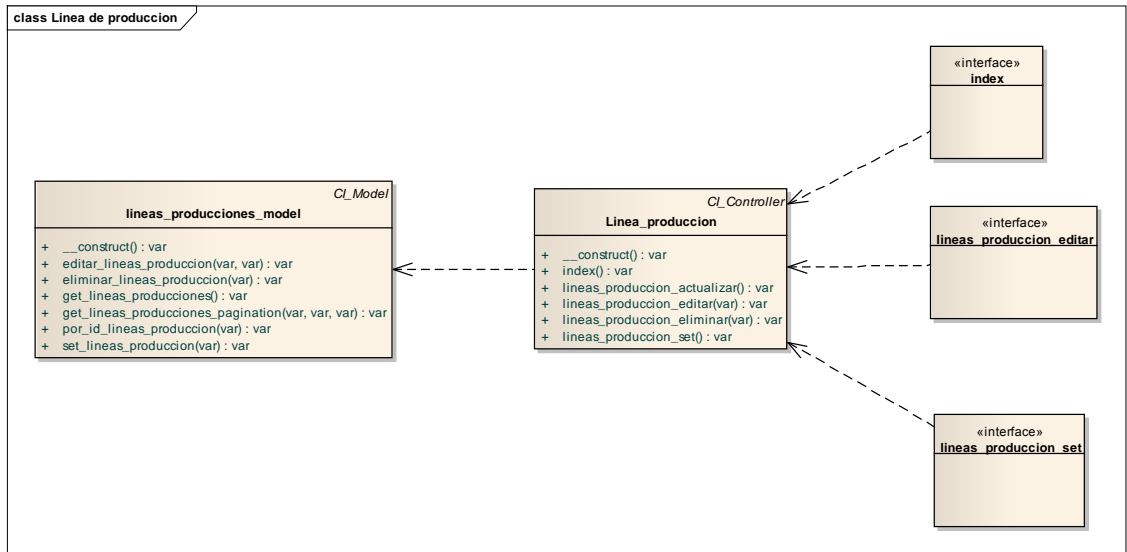 class Linea de produccion
CI_Model
lineas_producciones_model
+ __construct() : var
+ editar_lineas_produccion(var, var) : var
+ eliminar_lineas_produccion(var) : var
+ get_lineas_producciones() : var
+ get_lineas_producciones_pagination(var, var, var) : var
+ por_id_lineas_produccion(var) : var
+ set_lineas_produccion(var) : var
CI_Controller
Linea_produccion
+ __construct() : var
+ index() : var
+ lineas_produccion_actualizar() : var
+ lineas_produccion_editar(var) : var
+ lineas_produccion_eliminar(var) : var
+ lineas_produccion_set() : var
«interface»
index
«interface»
lineas_produccion_editar
«interface»
lineas_produccion_set